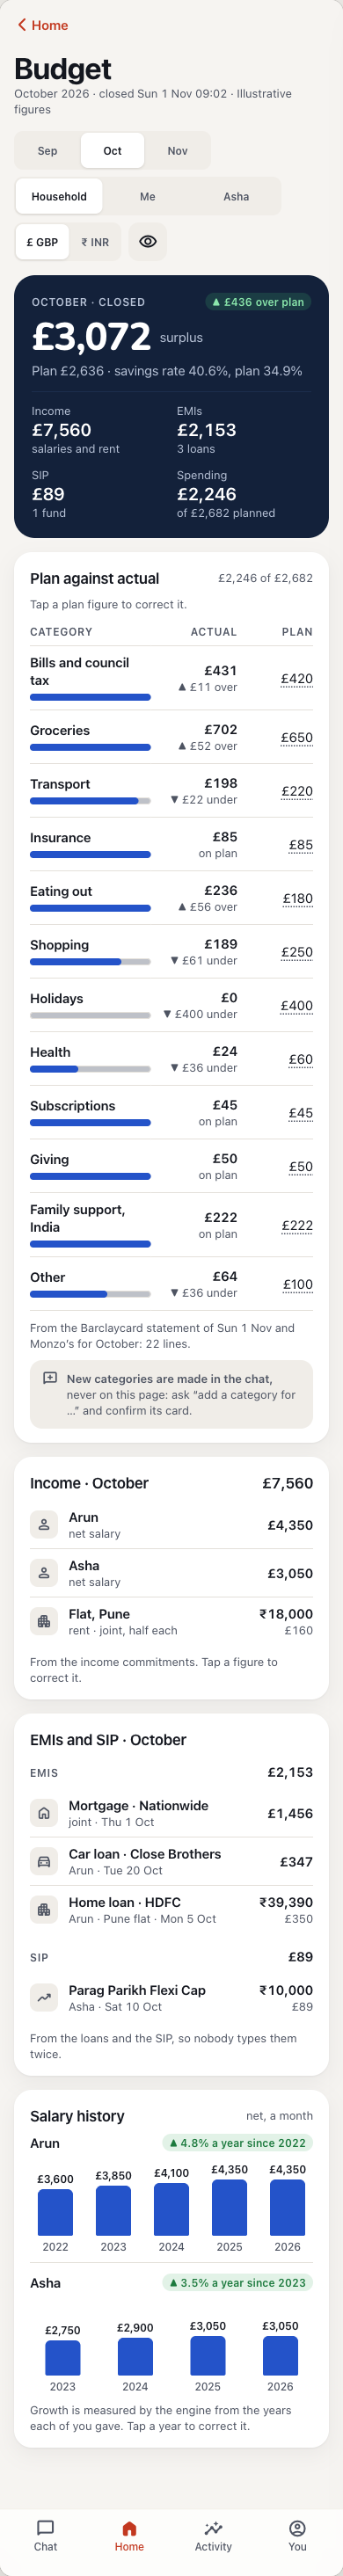 Home
Budget
October 2026 · closed Sun 1 Nov 09:02 · Illustrative
figures
Sep Oct Nov
Household Me Asha
£ GBP ₹ INR
OCTOBER · CLOSED ▲ £436 over plan
£3,072 surplus
Plan £2,636 · savings rate 40.6%, plan 34.9%
Income EMIs
£7,560 £2,153
salaries and rent 3 loans
SIP Spending
£89 £2,246
1 fund of £2,682 planned
Plan against actual £2,246 of £2,682
Tap a plan figure to correct it.
CATEGORY ACTUAL PLAN
Bills and council
tax £431 £420
▲ £11 over
Groceries £702 £650
▲ £52 over
Transport £198 £220
▼ £22 under
Insurance £85 £85
on plan
Eating out £236 £180
▲ £56 over
Shopping £189 £250
▼ £61 under
Holidays £0 £400
▼ £400 under
Health £24 £60
▼ £36 under
Subscriptions £45 £45
on plan
Giving £50 £50
on plan
Family support,
India £222 £222
on plan
Other £64 £100
▼ £36 under
From the Barclaycard statement of Sun 1 Nov and
Monzo's for October: 22 lines.
New categories are made in the chat,
never on this page: ask "add a category for
…" and confirm its card.
Income · October £7,560
Arun £4,350
net salary
Asha £3,050
net salary
Flat, Pune ₹18,000
rent · joint, half each £160
From the income commitments. Tap a figure to
correct it.
EMIs and SIP · October
EMIS £2,153
Mortgage · Nationwide £1,456
joint · Thu 1 Oct
Car loan · Close Brothers £347
Arun · Tue 20 Oct
Home loan · HDFC ₹39,390
Arun · Pune flat · Mon 5 Oct £350
SIP £89
Parag Parikh Flexi Cap ₹10,000
Asha · Sat 10 Oct £89
From the loans and the SIP, so nobody types them
twice.
Salary history net, a month
Arun ▲ 4.8% a year since 2022
£3,600 £3,850 £4,100 £4,350 £4,350
2022 2023 2024 2025 2026
Asha ▲ 3.5% a year since 2023
£2,750 £2,900 £3,050 £3,050
2023 2024 2025 2026
Growth is measured by the engine from the years
each of you gave. Tap a year to correct it.
Chat Home Activity You